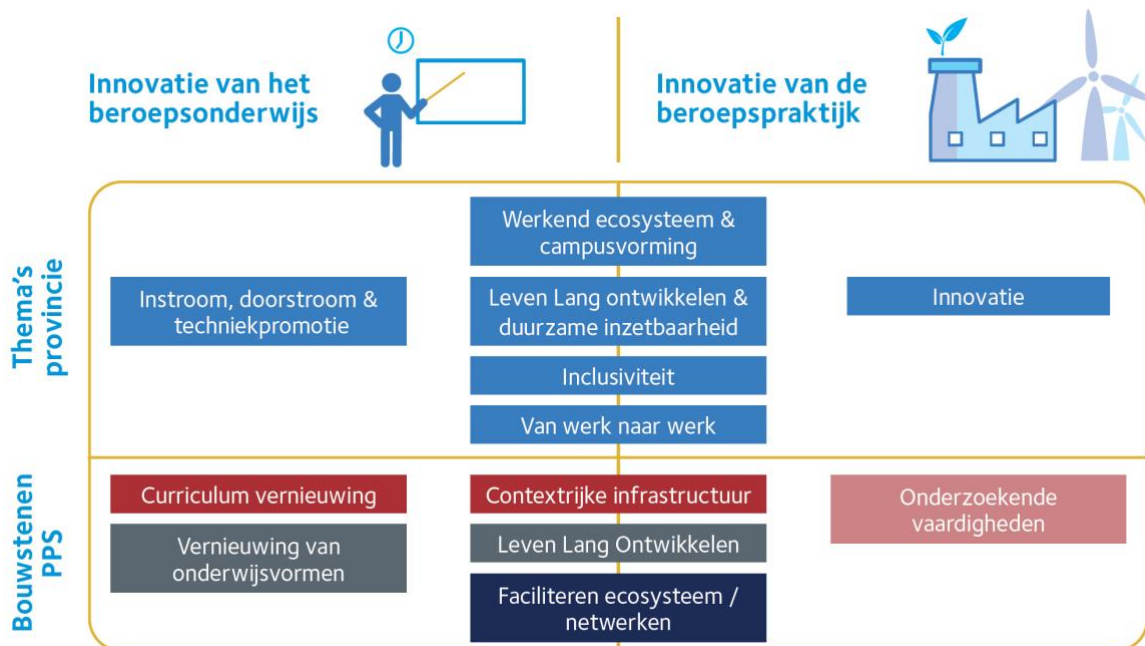 Innovatie van het
beroepsonderwijs
Innovatie van de
beroepspraktijk
Thema's
provincie
Instroom, doorstroom &
techniekpromotie
Werkend ecosysteem &
campusvorming
Leven Lang ontwikkelen &
duurzame inzetbaarheid
Inclusiviteit
Van werk naar werk
Innovatie
Bouwstenen
PPS
Curriculum vernieuwing
Vernieuwing van
onderwijsvormen
Contextrijke infrastructuur
Leven Lang Ontwikkelen
Faciliteren ecosysteem /
netwerken
Onderzoekende
vaardigheden